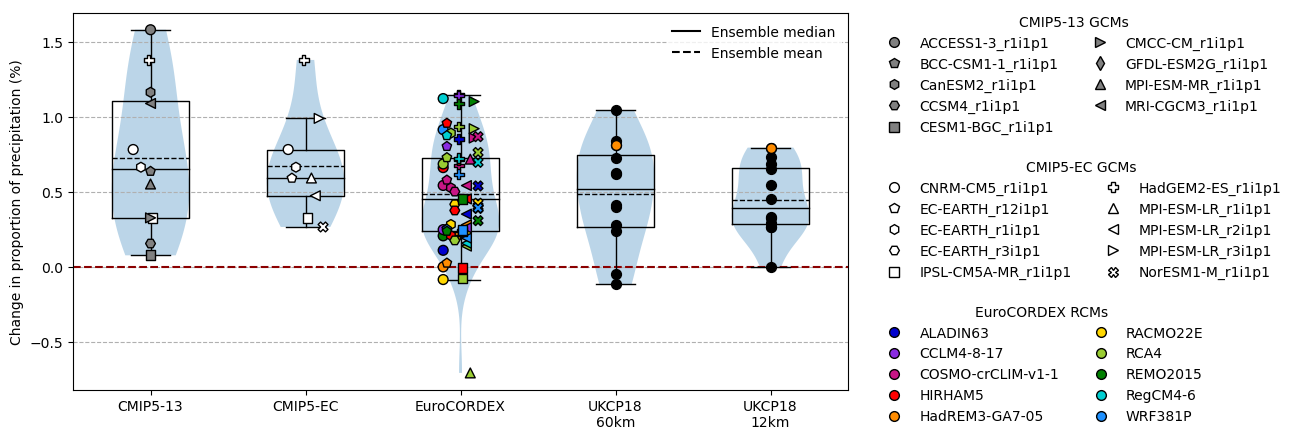 Change in proportion of precipitation (%)
1.5
1.0
0.5
0.0
−0.5
Ensemble median
Ensemble mean
CMIP5-13
CMIP5-EC
EuroCORDEX
UKCP18
60km
UKCP18
12km
CMIP5-13 GCMs
ACCESS1-3_r1i1p1
BCC-CSM1-1_r1i1p1
CanESM2_r1i1p1
CCSM4_r1i1p1
CESM1-BGC_r1i1p1
CMCC-CM_r1i1p1
GFDL-ESM2G_r1i1p1
MPI-ESM-MR_r1i1p1
MRI-CGCM3_r1i1p1
CMIP5-EC GCMs
CNRM-CM5_r1i1p1
EC-EARTH_r12i1p1
EC-EARTH_r1i1p1
EC-EARTH_r3i1p1
IPSL-CM5A-MR_r1i1p1
HadGEM2-ES_r1i1p1
MPI-ESM-LR_r1i1p1
MPI-ESM-LR_r2i1p1
MPI-ESM-LR_r3i1p1
NorESM1-M_r1i1p1
EuroCORDEX RCMs
ALADIN63
CCLM4-8-17
COSMO-crCLIM-v1-1
HIRHAM5
HadREM3-GA7-05
RACMO22E
RCA4
REMO2015
RegCM4-6
WRF381P